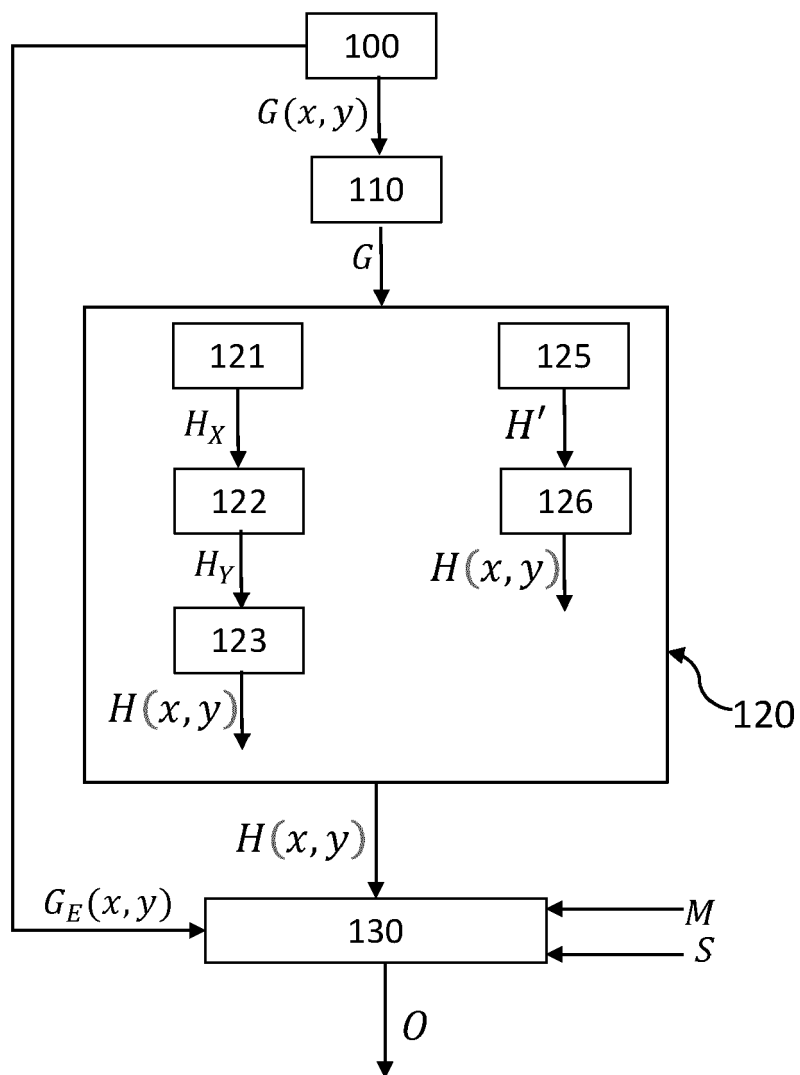 100
G(x, y)
110
G
121
125
H_X
H′
122
126
H_Y
H(x, y)
123
H(x, y)
120
H(x, y)
G_E(x, y)
M
130
S
O